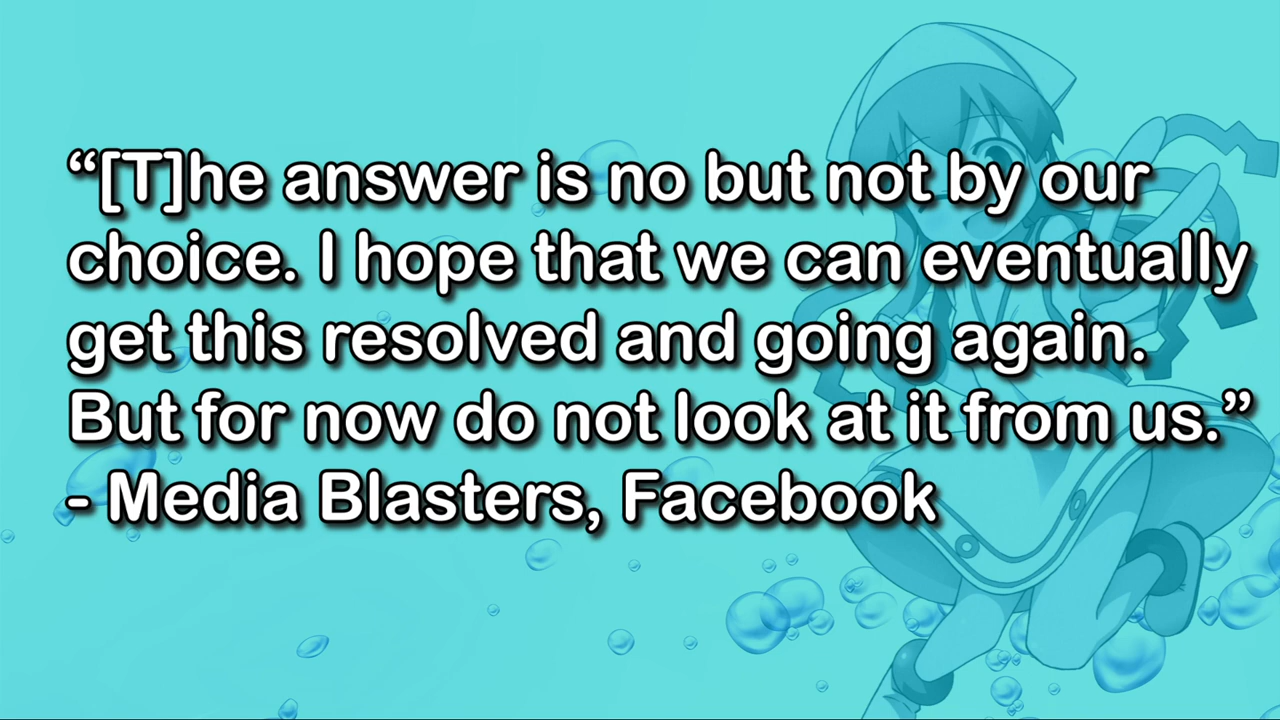 “[T]he answer is no but not by our
choice. I hope that we can eventually
get this resolved and going again.
But for now do not look at it from us.”
- Media Blasters, Facebook